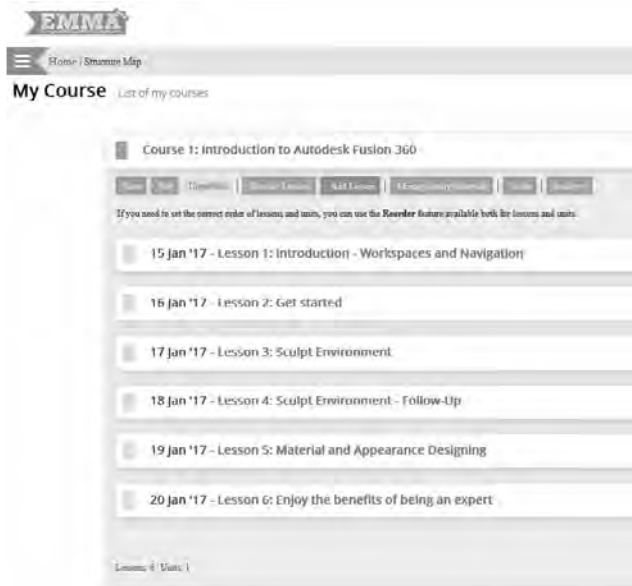 EMMA
Home / Structure Map
My Course List of my courses
Course 1: Introduction to Autodesk Fusion 360
If you need to set the correct order of lessons and units, you can use the Reorder feature available both for lessons and units.
15 Jan '17 - Lesson 1: Introduction - Workspaces and Navigation
16 Jan '17 - Lesson 2: Get started
17 Jan '17 - Lesson 3: Sculpt Environment
18 Jan '17 - Lesson 4: Sculpt Environment - Follow-Up
19 Jan '17 - Lesson 5: Material and Appearance Designing
20 Jan '17 - Lesson 6: Enjoy the benefits of being an expert
Lessons: 6 Units: 1